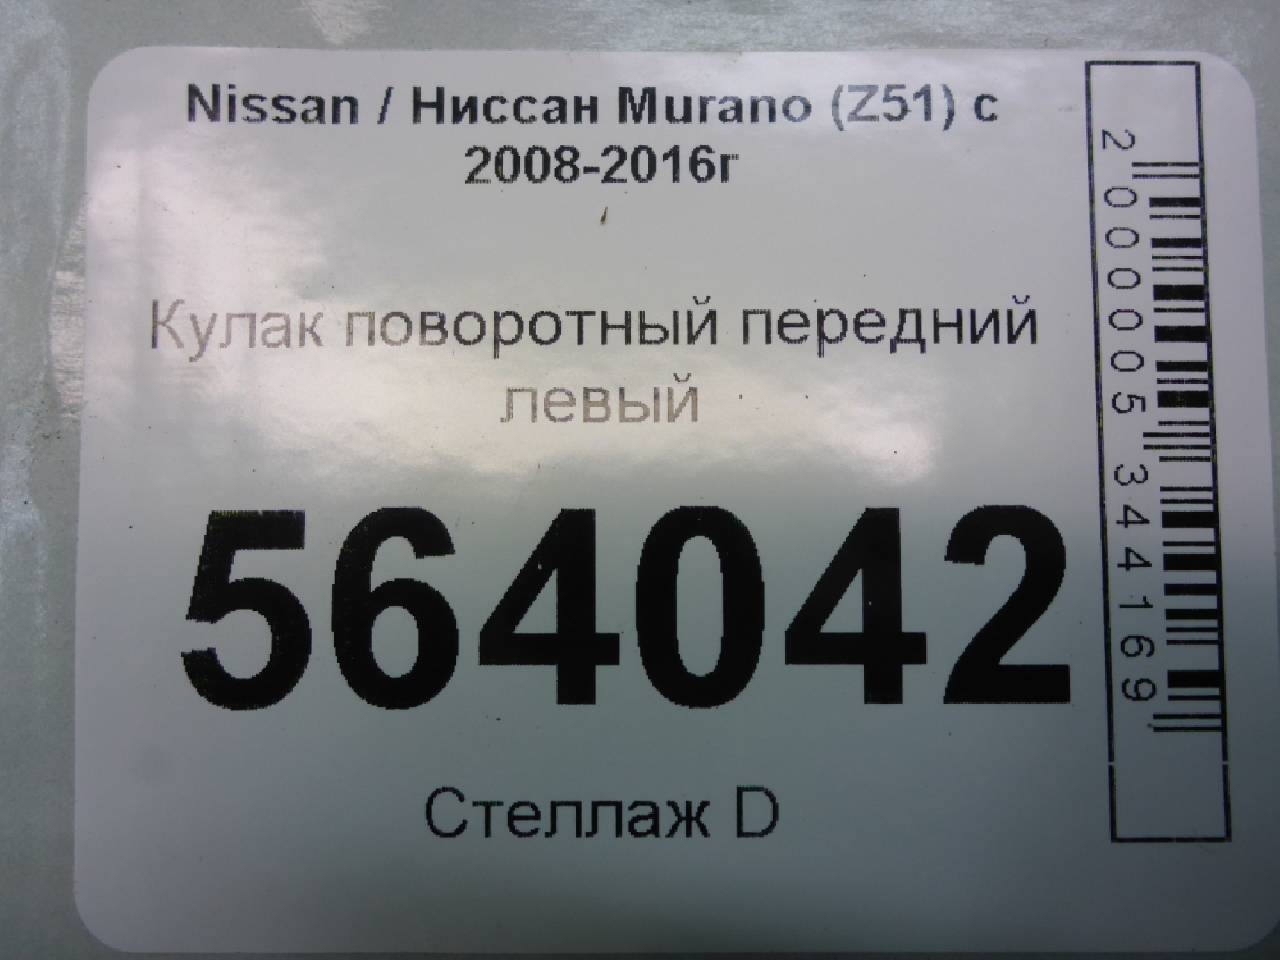 Nissan / Ниссан Murano (Z51) с
2008-2016г
Кулак поворотный передний
левый
564042
Стеллаж D
2000005344169